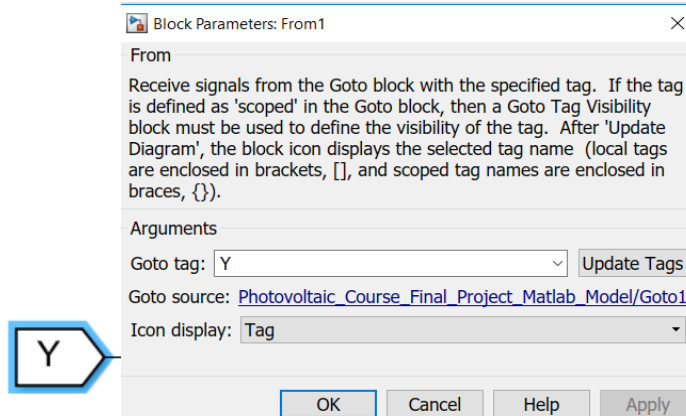 Block Parameters: From1
From
Receive signals from the Goto block with the specified tag.  If the tag
is defined as 'scoped' in the Goto block, then a Goto Tag Visibility
block must be used to define the visibility of the tag.  After 'Update
Diagram', the block icon displays the selected tag name  (local tags
are enclosed in brackets, [], and scoped tag names are enclosed in
braces, {}).
Arguments
Goto tag: Y Update Tags
Goto source: Photovoltaic_Course_Final_Project_Matlab_Model/Goto1
Icon display: Tag
Y
OK Cancel Help Apply